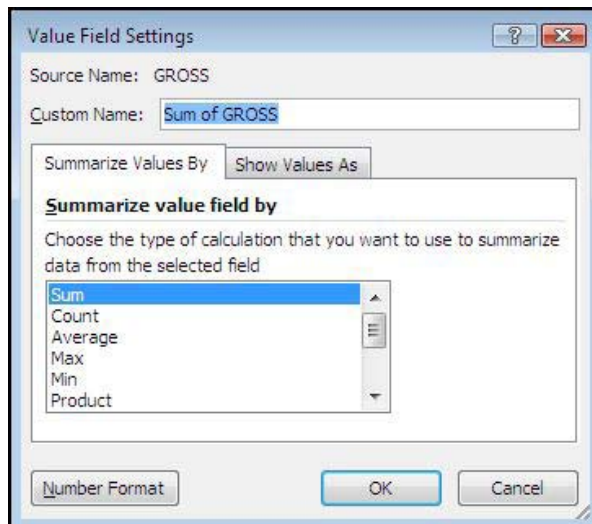 Value Field Settings
Source Name: GROSS
Custom Name: Sum of GROSS
Summarize Values By Show Values As
Summarize value field by
Choose the type of calculation that you want to use to summarize
data from the selected field
Sum
Count
Average
Max
Min
Product
Number Format OK Cancel